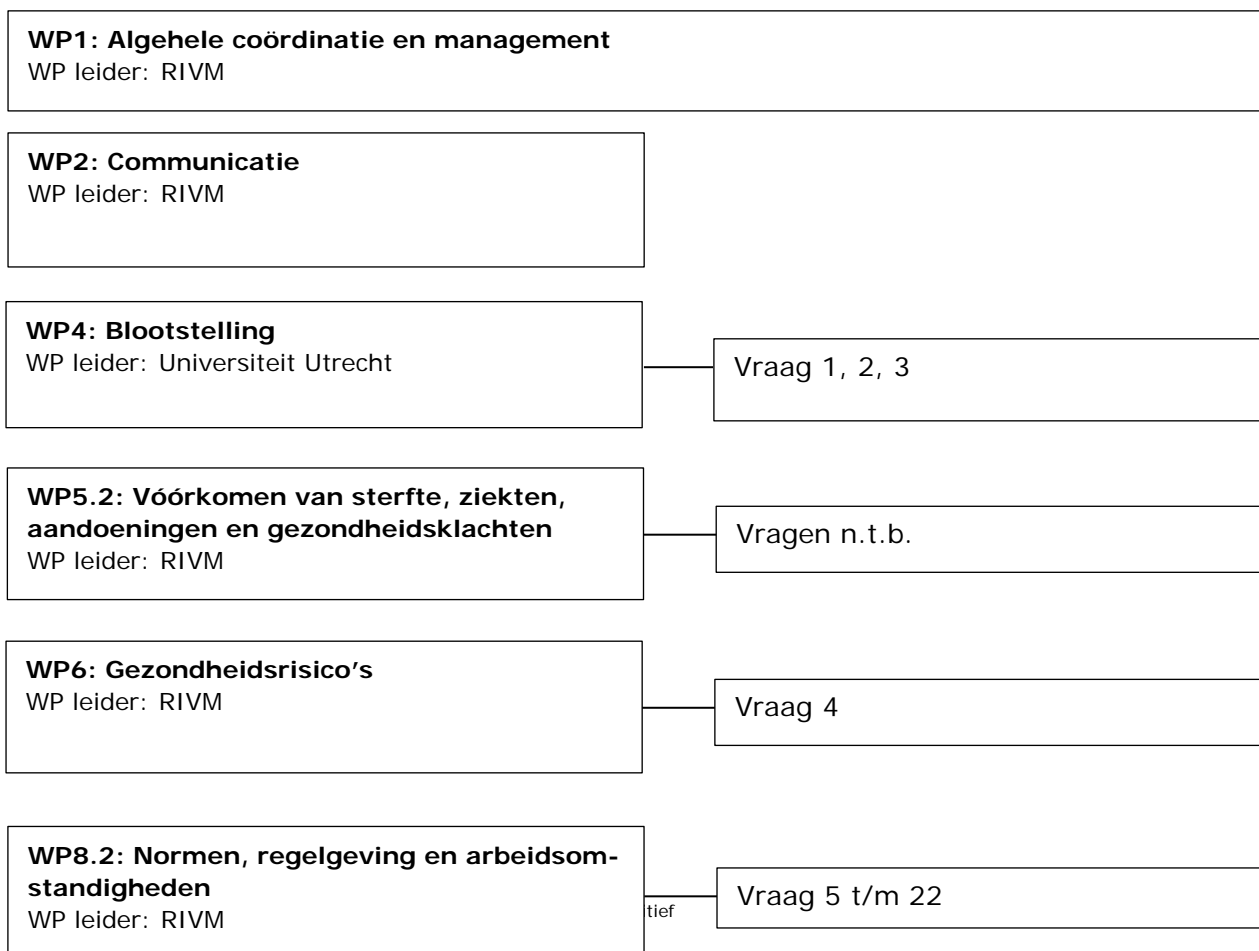 WP1: Algehele coördinatie en management
WP leider: RIVM
WP2: Communicatie
WP leider: RIVM
WP4: Blootstelling
WP leider: Universiteit Utrecht
Vraag 1, 2, 3
WP5.2: Vóórkomen van sterfte, ziekten,
aandoeningen en gezondheidsklachten
WP leider: RIVM
Vragen n.t.b.
WP6: Gezondheidsrisico's
WP leider: RIVM
Vraag 4
WP8.2: Normen, regelgeving en arbeidsom-
standigheden
WP leider: RIVM
Vraag 5 t/m 22